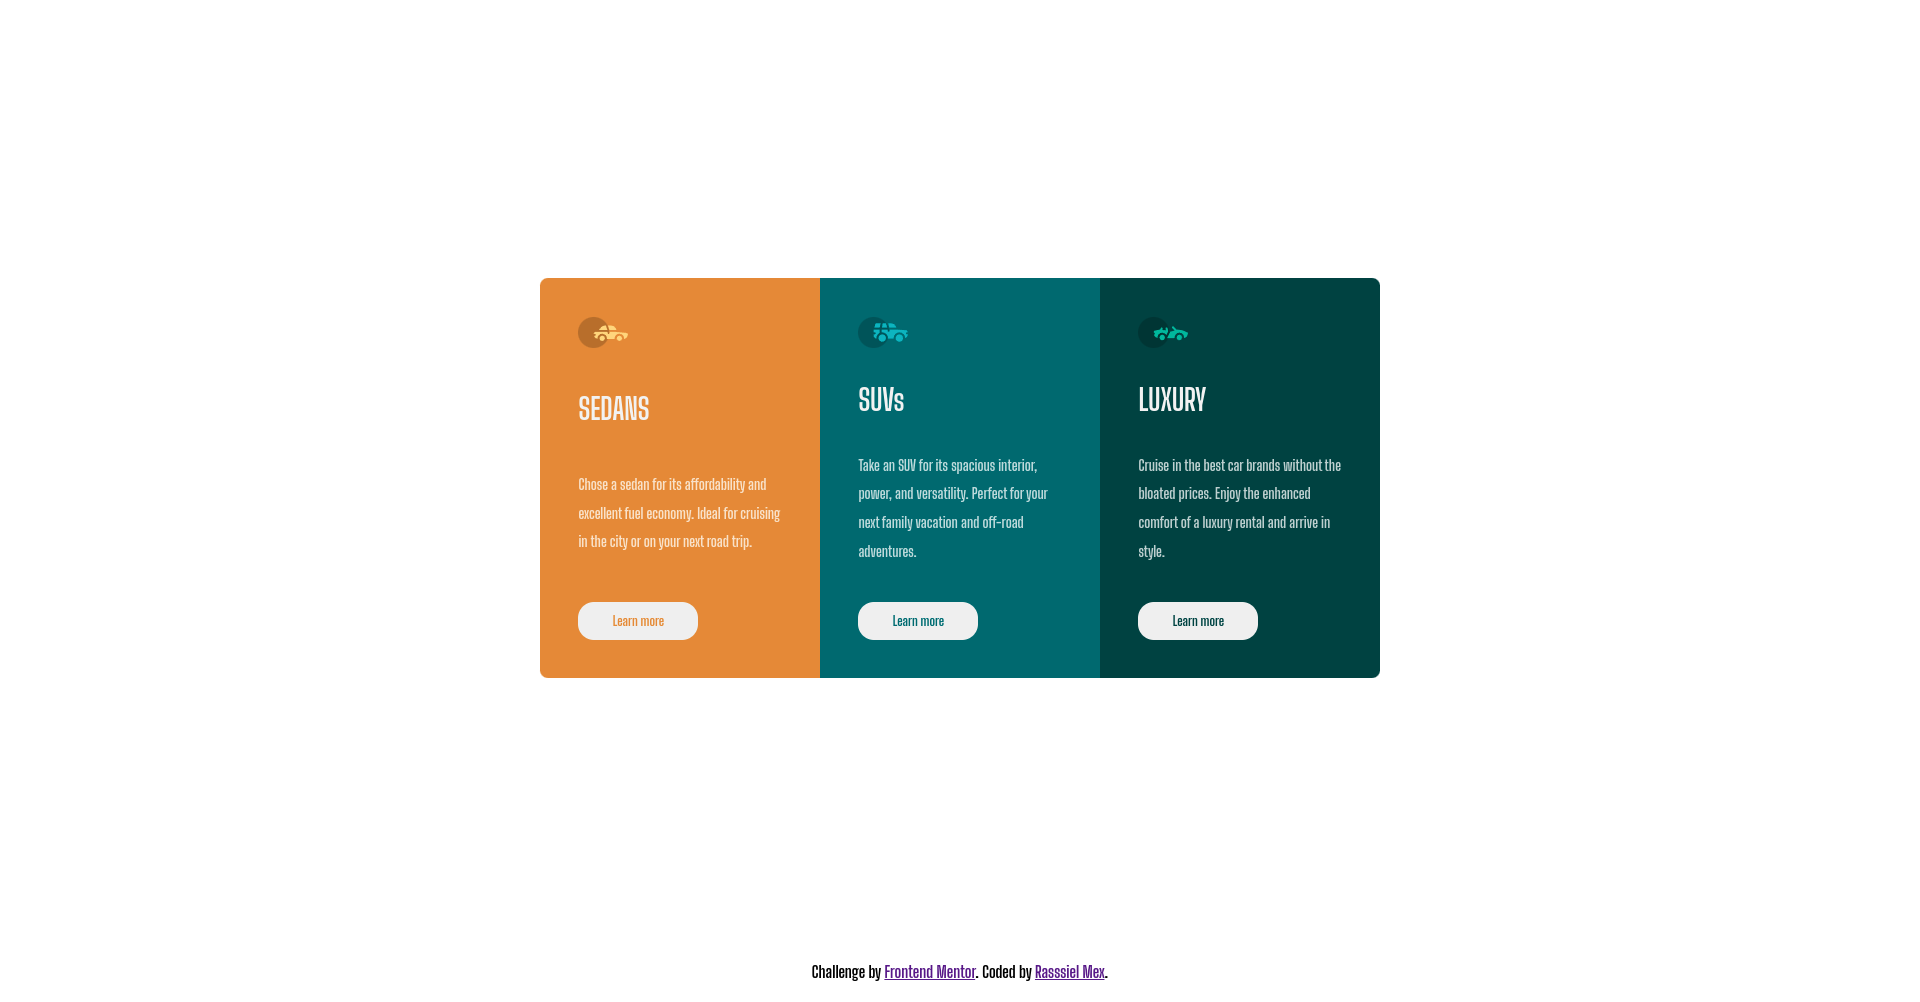 SEDANS
Chose a sedan for its affordability and
excellent fuel economy. Ideal for cruising
in the city or on your next road trip.
Learn more
SUVs
Take an SUV for its spacious interior,
power, and versatility. Perfect for your
next family vacation and off-road
adventures.
Learn more
LUXURY
Cruise in the best car brands without the
bloated prices. Enjoy the enhanced
comfort of a luxury rental and arrive in
style.
Learn more
Challenge by Frontend Mentor. Coded by Rasssiel Mex.